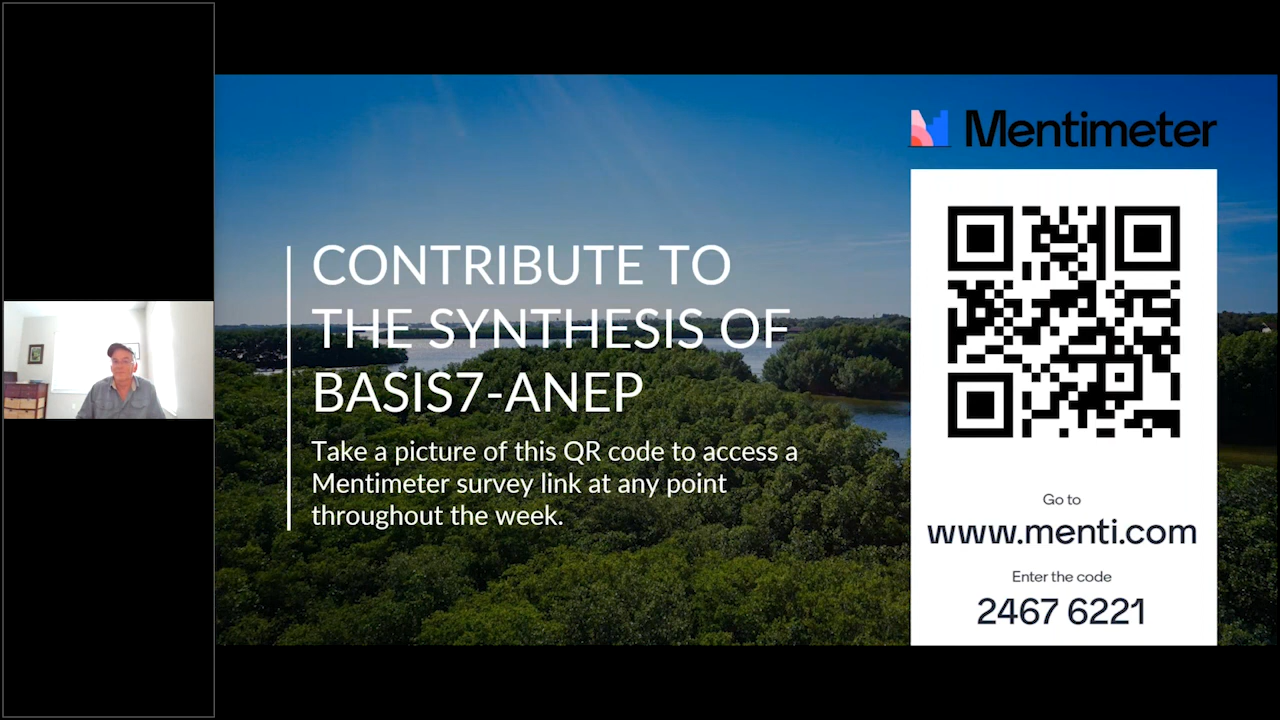 CONTRIBUTE TO
THE SYNTHESIS OF
BASIS7-ANEP
Take a picture of this QR code to access a
Mentimeter survey link at any point
throughout the week.
Mentimeter
Go to
www.menti.com
Enter the code
2467 6221